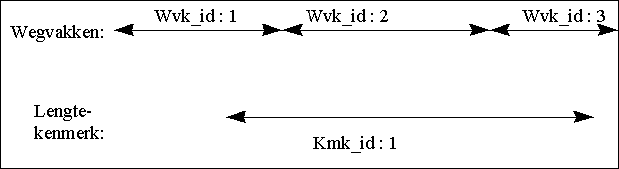 Wvk_id : 1 Wvk_id : 2 Wvk_id : 3
Wegvakken:
Lengte-
kenmerk:
Kmk_id : 1